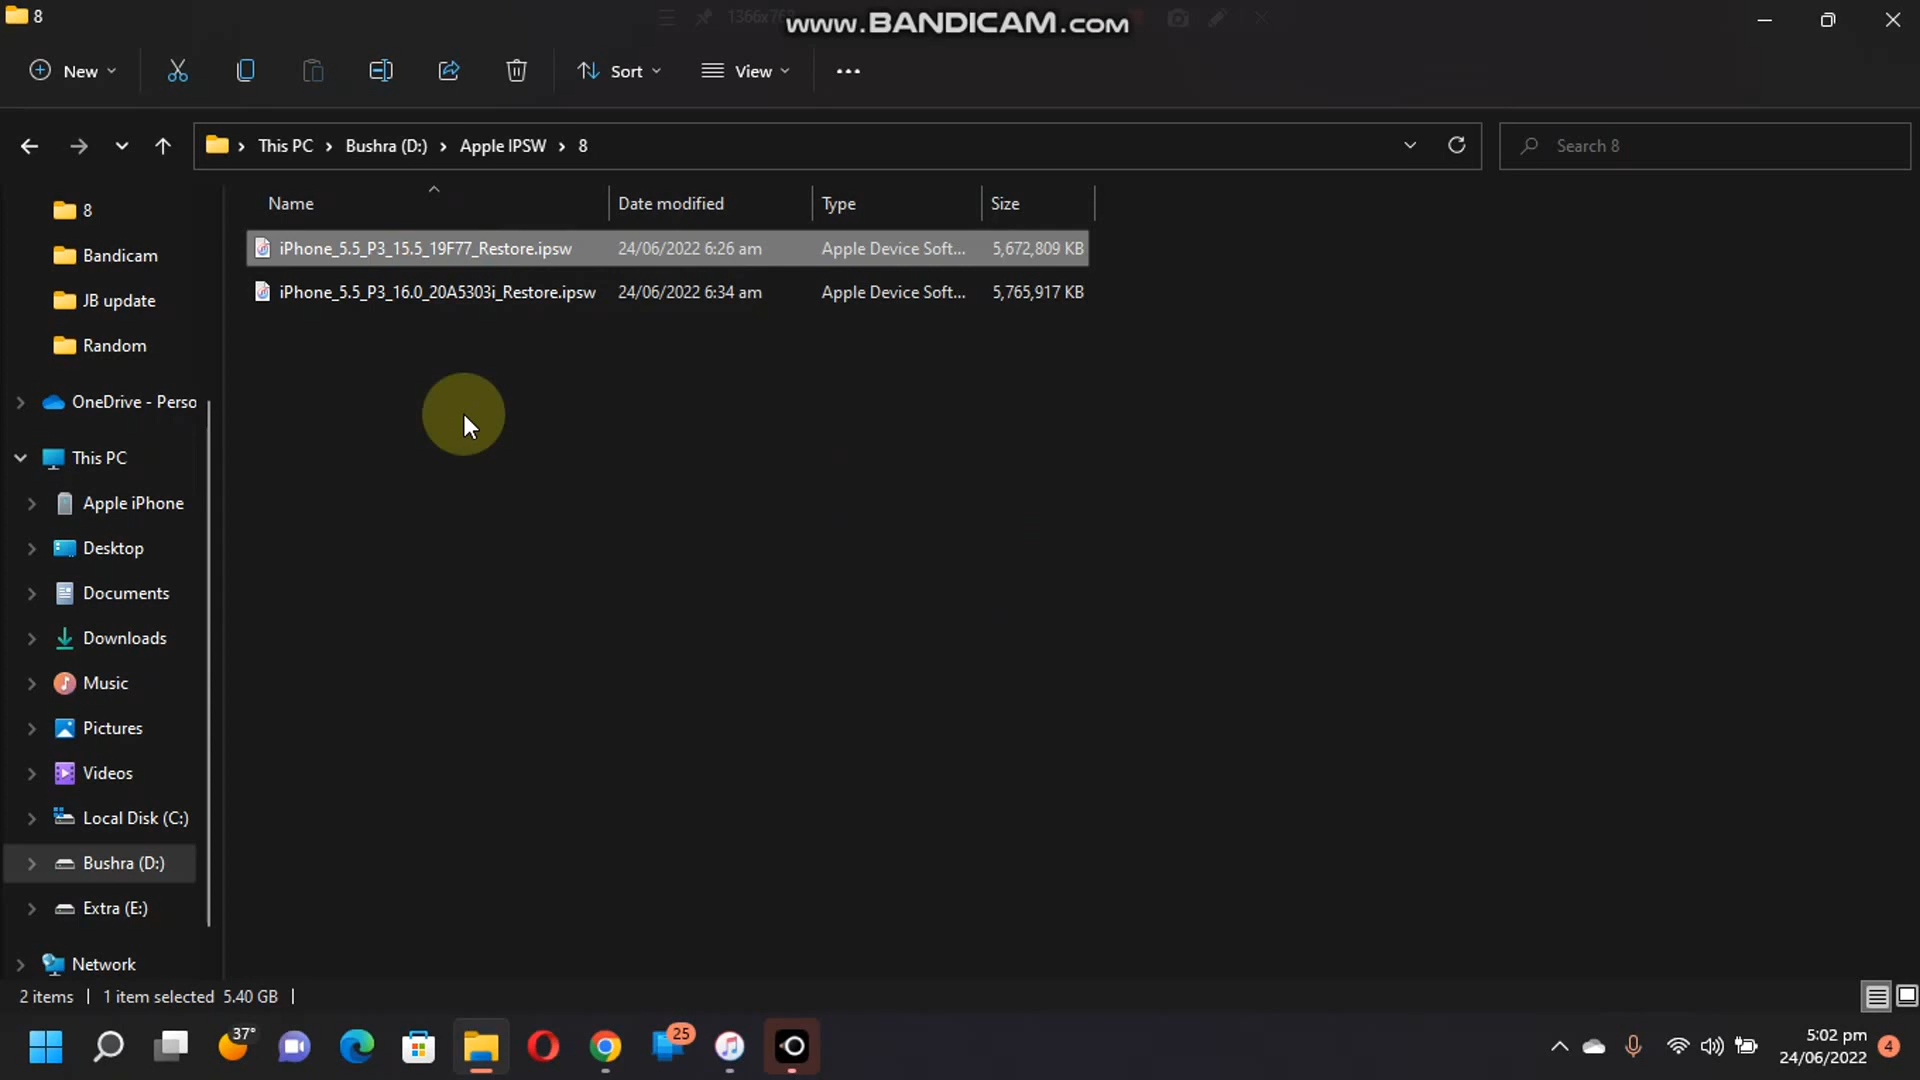 8
1366x76
www.BANDICAM.com
New
Sort
View
This PC
Bushra (D:)
Apple IPSW
8
Search 8
Name
Date modified
Type
Size
iPhone_5.5_P3_15.5_19F77_Restore.ipsw
24/06/2022 6:26 am
Apple Device Soft...
5,672,809 KB
iPhone_5.5_P3_16.0_20A5303i_Restore.ipsw
24/06/2022 6:34 am
Apple Device Soft...
5,765,917 KB
8
Bandicam
JB update
Random
OneDrive - Perso
This PC
Apple iPhone
Desktop
Documents
Downloads
Music
Pictures
Videos
Local Disk (C:)
Bushra (D:)
Extra (E:)
Network
2 items
1 item selected 5.40 GB
37°
25
5:02 pm
24/06/2022
4